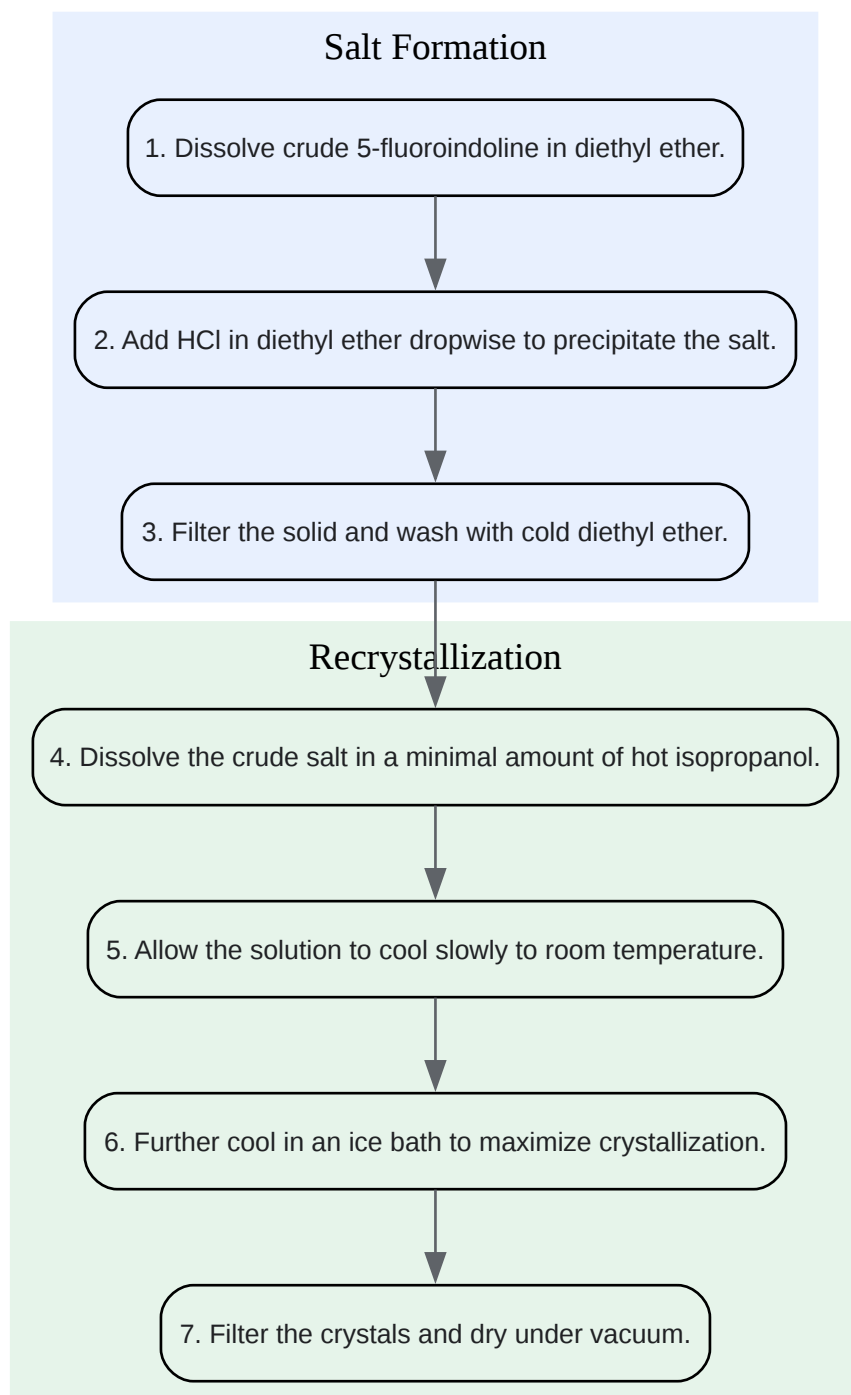 Salt Formation
1. Dissolve crude 5-fluoroindoline in diethyl ether.
2. Add HCl in diethyl ether dropwise to precipitate the salt.
3. Filter the solid and wash with cold diethyl ether.
Recrystallization
4. Dissolve the crude salt in a minimal amount of hot isopropanol.
5. Allow the solution to cool slowly to room temperature.
6. Further cool in an ice bath to maximize crystallization.
7. Filter the crystals and dry under vacuum.